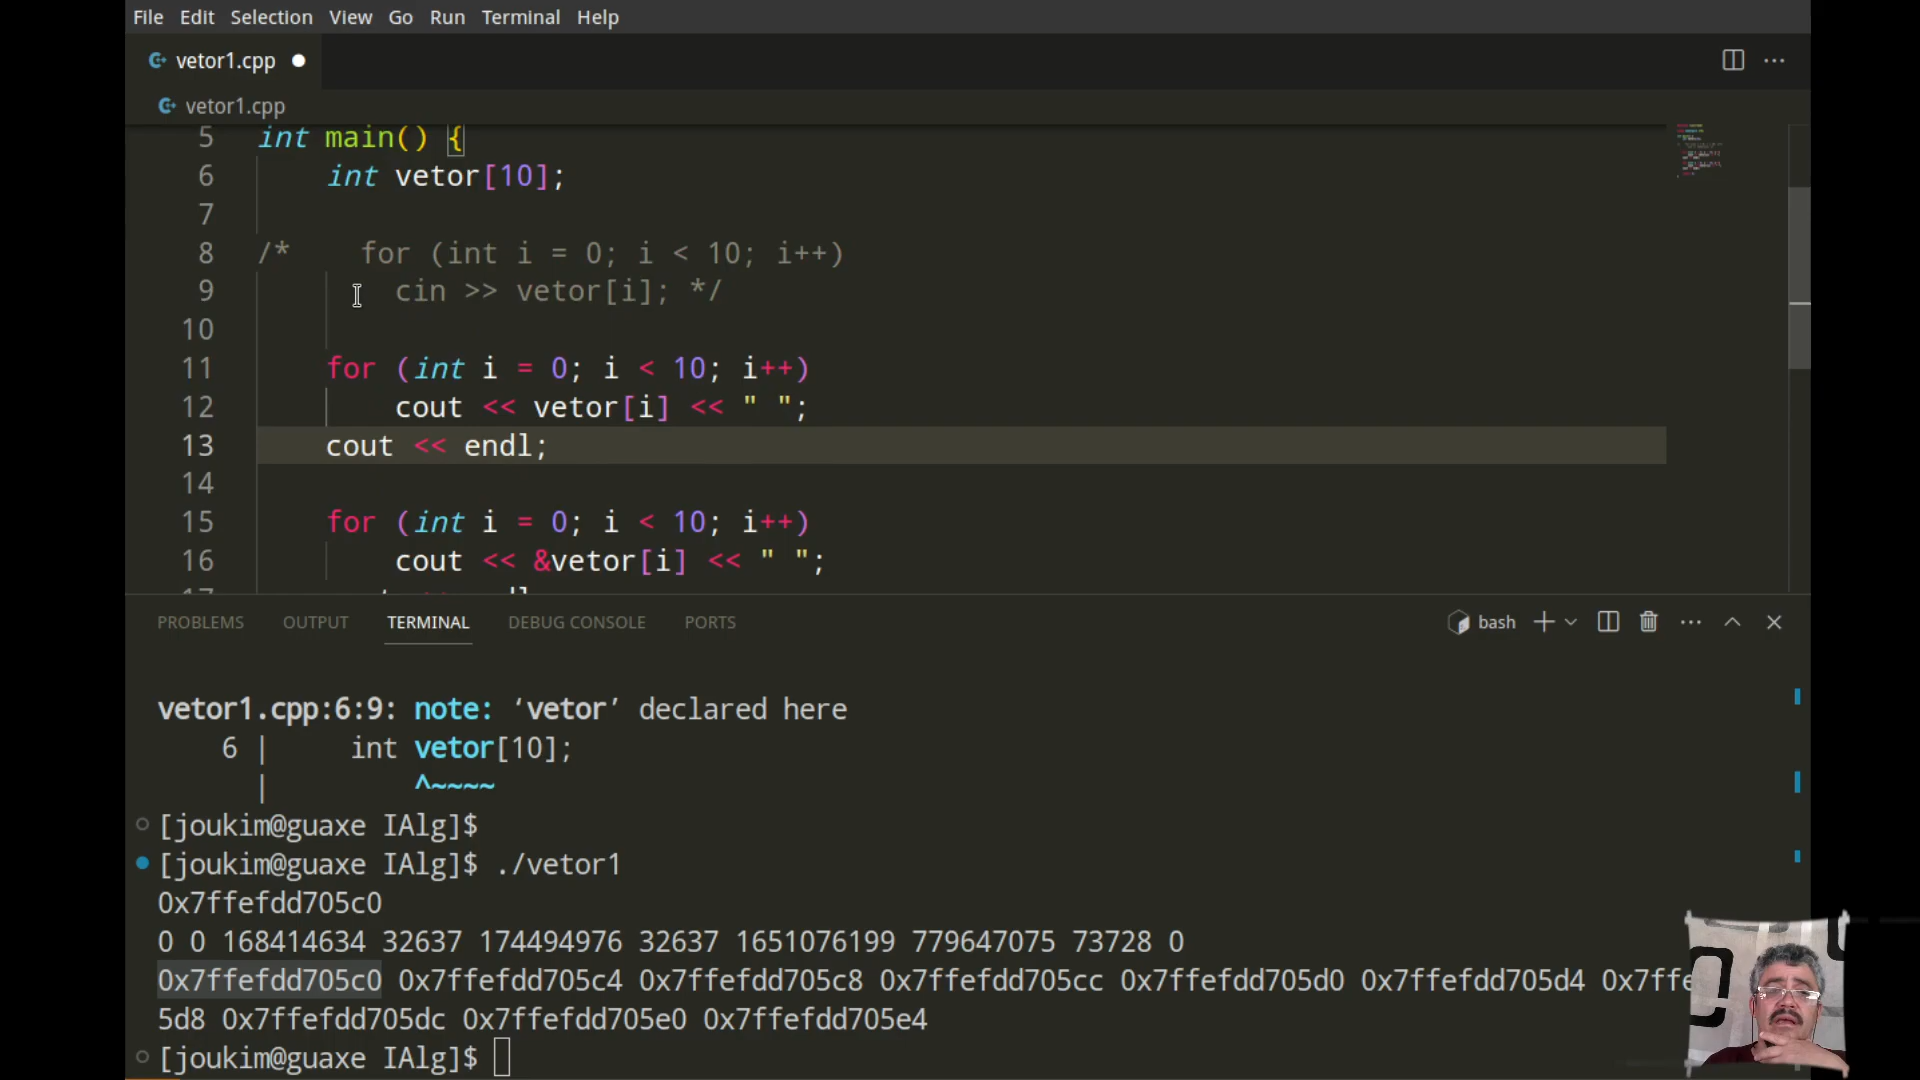 File Edit Selection View Go Run Terminal Help
vetor1.cpp
vetor1.cpp
5 int main() {
6 int vetor[10];
7
8 /* for (int i = 0; i < 10; i++)
9 cin >> vetor[i]; */
10
11 for (int i = 0; i < 10; i++)
12 cout << vetor[i] << " ";
13 cout << endl;
14
15 for (int i = 0; i < 10; i++)
16 cout << &vetor[i] << " ";
PROBLEMS OUTPUT TERMINAL DEBUG CONSOLE PORTS bash
vetor1.cpp:6:9: note: ‘vetor’ declared here
6 | int vetor[10];
| ^~~~~
[joukim@guaxe IAlg]$
[joukim@guaxe IAlg]$ ./vetor1
0x7ffefdd705c0
0 0 168414634 32637 174494976 32637 1651076199 779647075 73728 0
0x7ffefdd705c0 0x7ffefdd705c4 0x7ffefdd705c8 0x7ffefdd705cc 0x7ffefdd705d0 0x7ffefdd705d4 0x7ffe
5d8 0x7ffefdd705dc 0x7ffefdd705e0 0x7ffefdd705e4
[joukim@guaxe IAlg]$